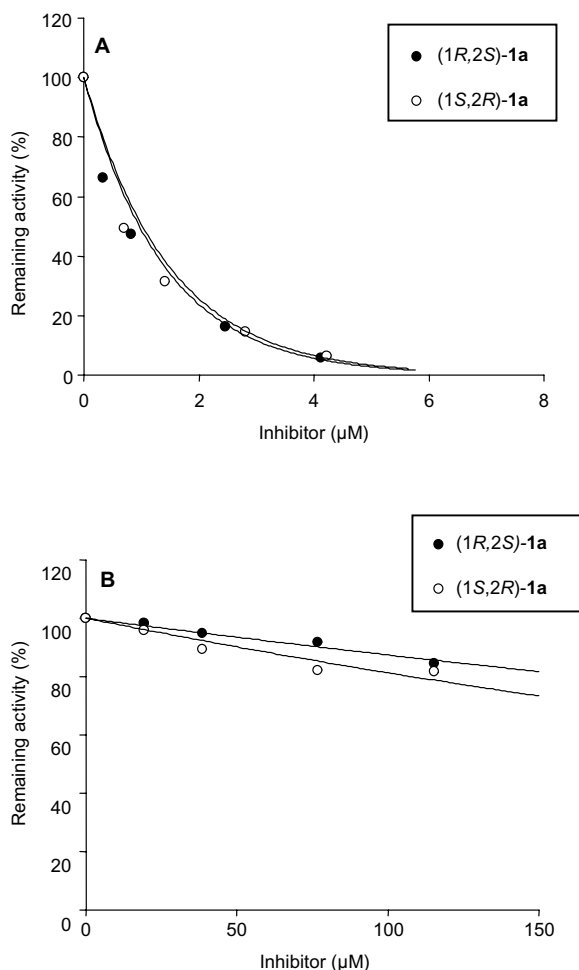 120
A
(1R,2S)-1a
(1S,2R)-1a
100
80
60
40
20
0
Remaining activity (%)
0 2 4 6 8
Inhibitor (µM)
(1R,2S)-1a
(1S,2R)-1a
120
B
100
80
60
40
20
0
Remaining activity (%)
0 50 100 150
Inhibitor (µM)